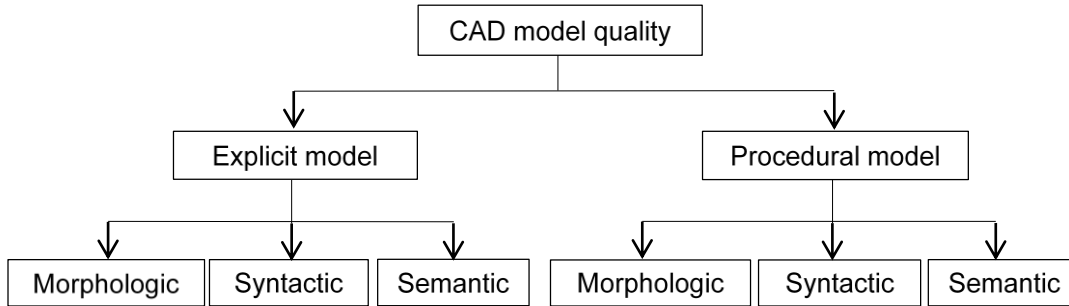 CAD model quality
Explicit model
Procedural model
Morphologic
Syntactic
Semantic
Morphologic
Syntactic
Semantic